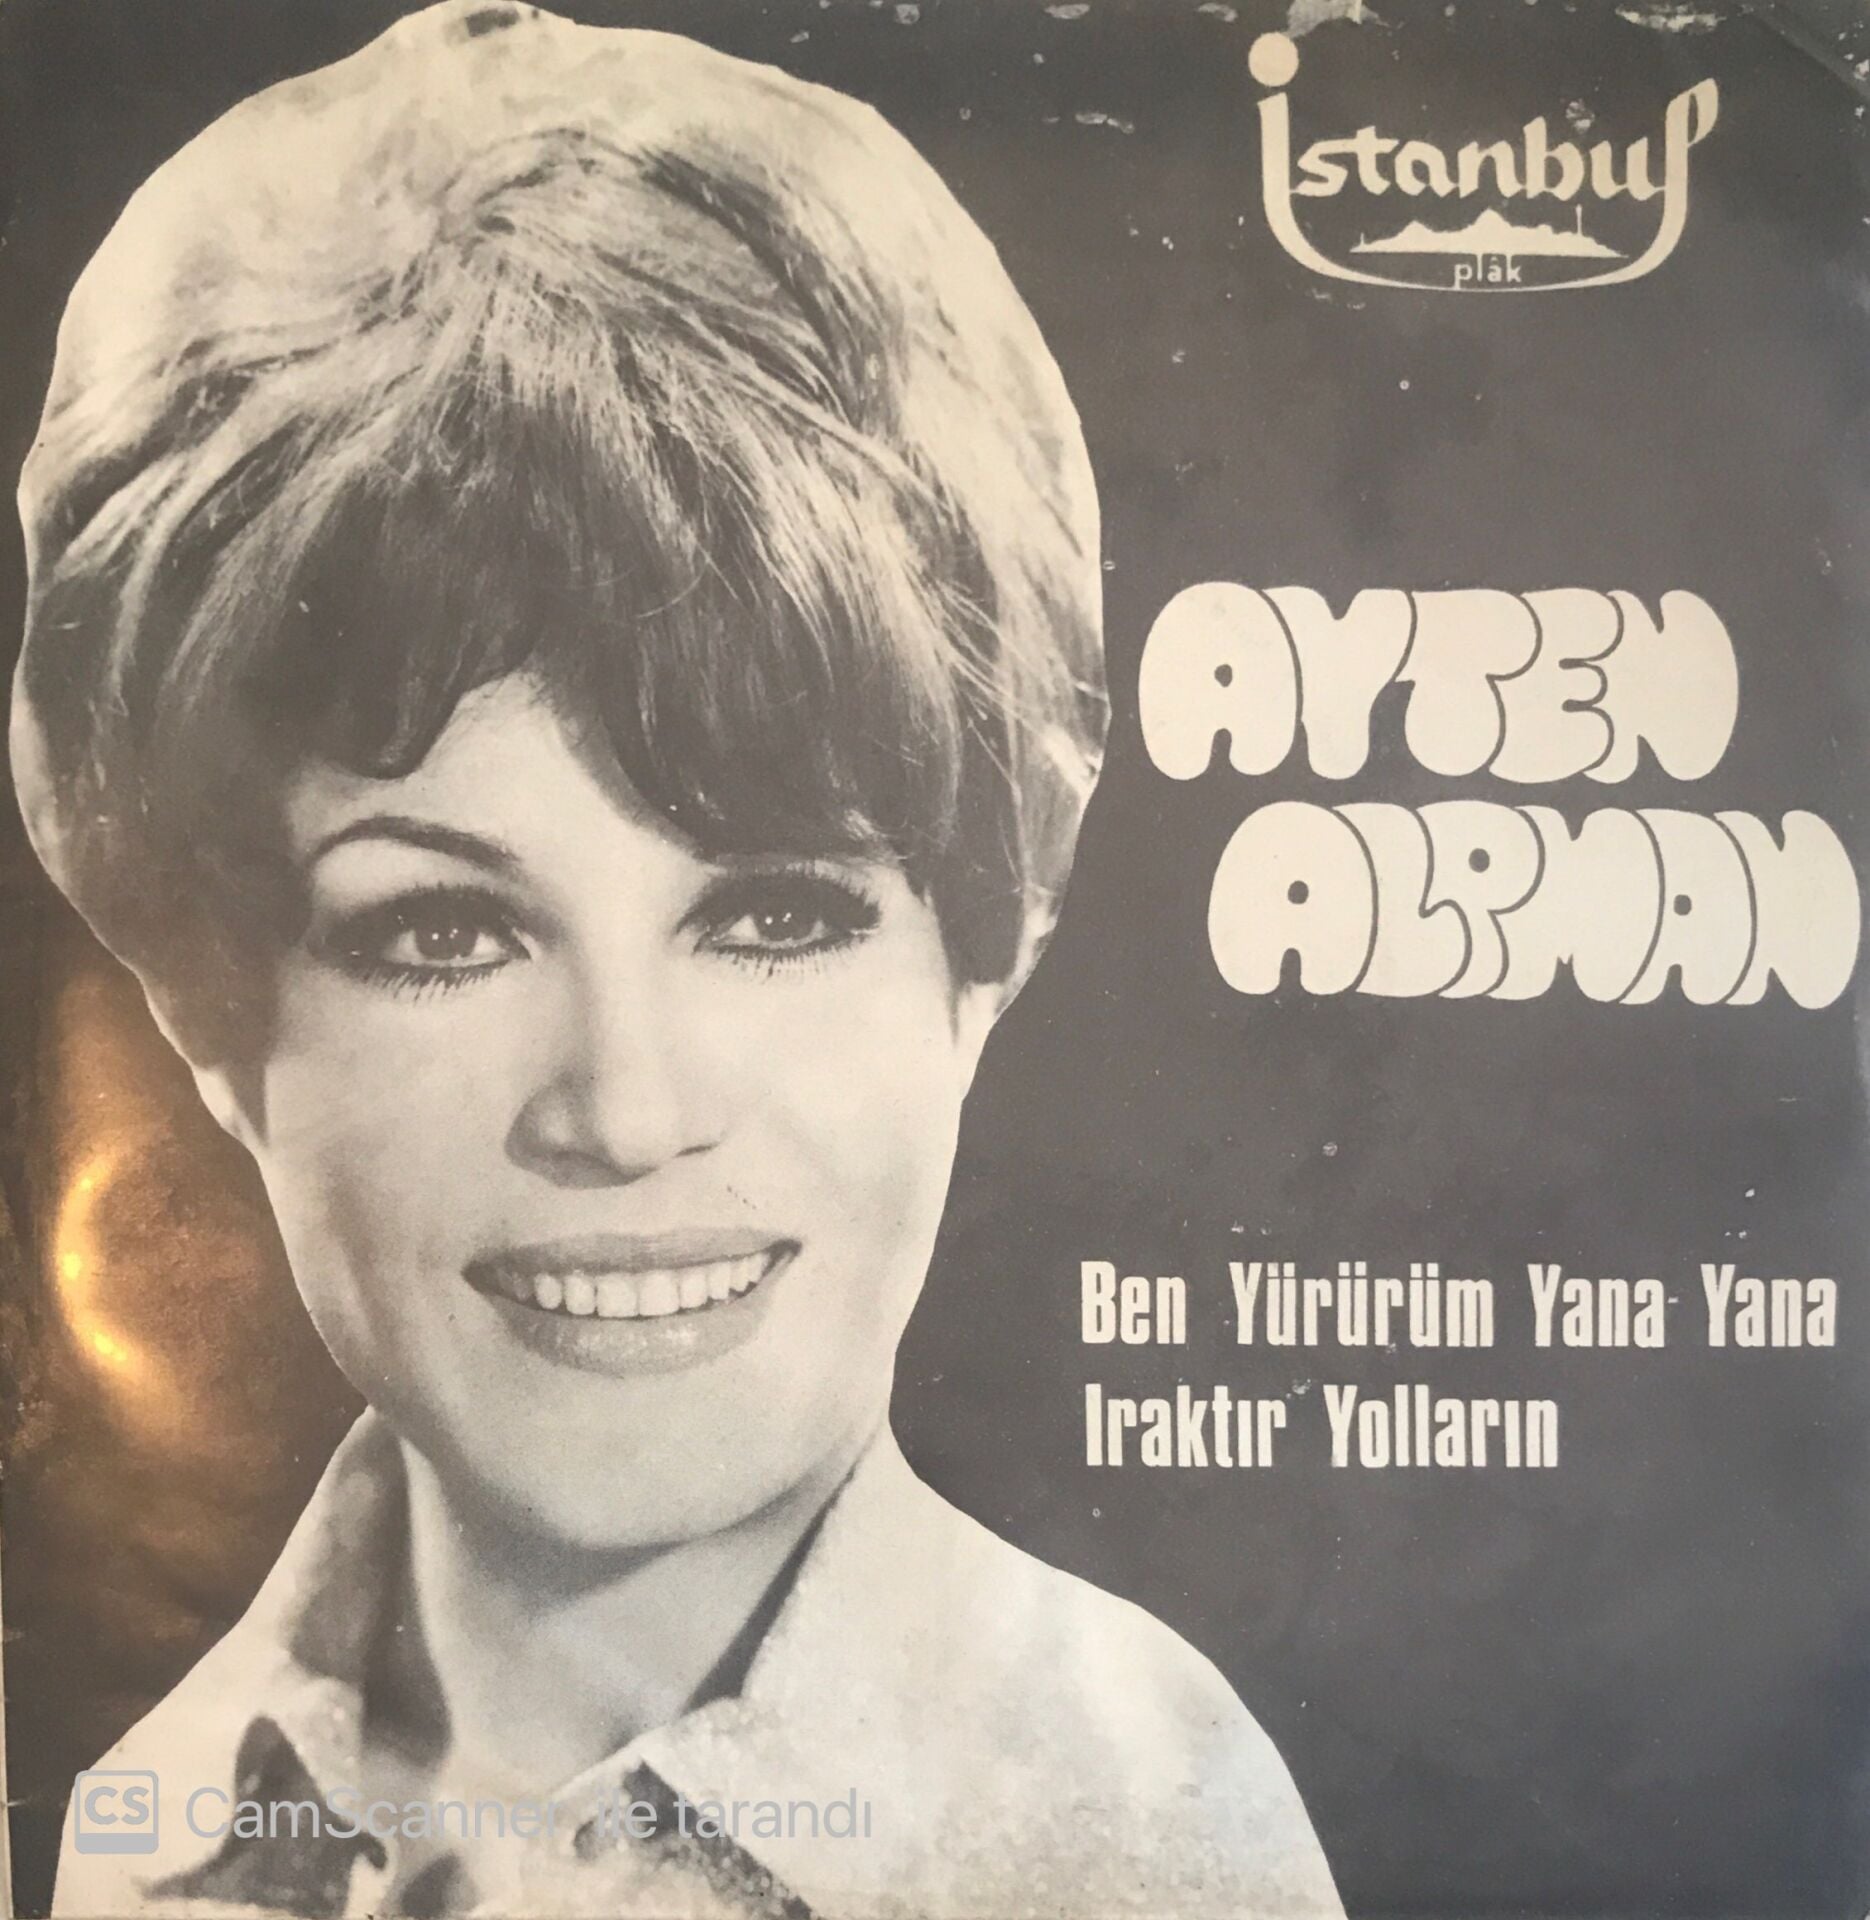 istanbul
plâk
AYTEN
ALPMAN
Ben Yürürüm Yana-Yana
Iraktır Yolların
CS CamScanner ile tarandı